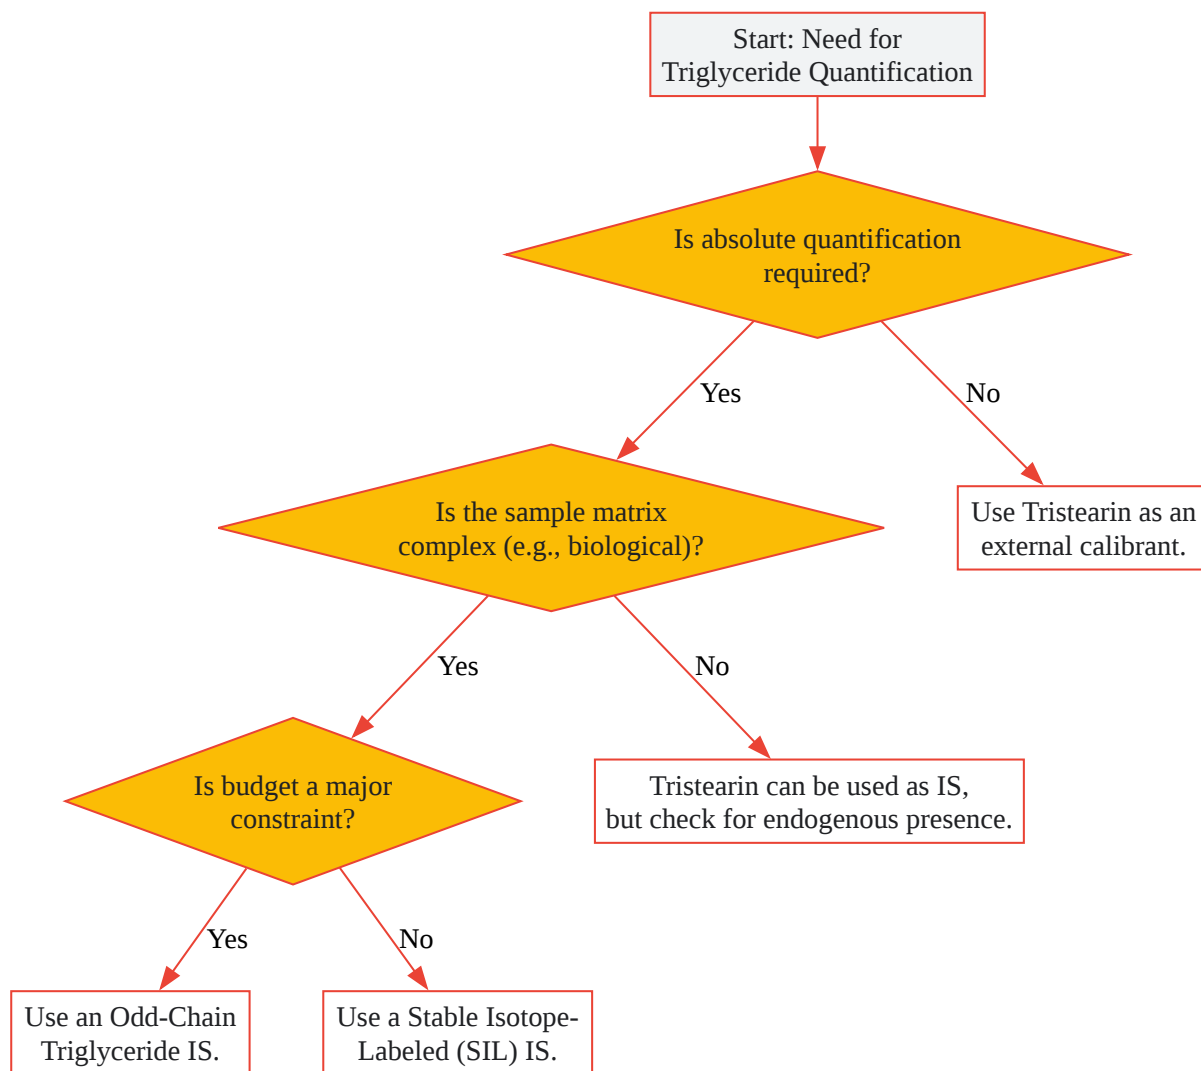 Start: Need for
Triglyceride Quantification
Is absolute quantification
required?
Yes
No
Is the sample matrix
complex (e.g., biological)?
Use Tristearin as an
external calibrant.
Yes
No
Is budget a major
constraint?
Tristearin can be used as IS,
but check for endogenous presence.
Yes
No
Use an Odd-Chain
Triglyceride IS.
Use a Stable Isotope-
Labeled (SIL) IS.